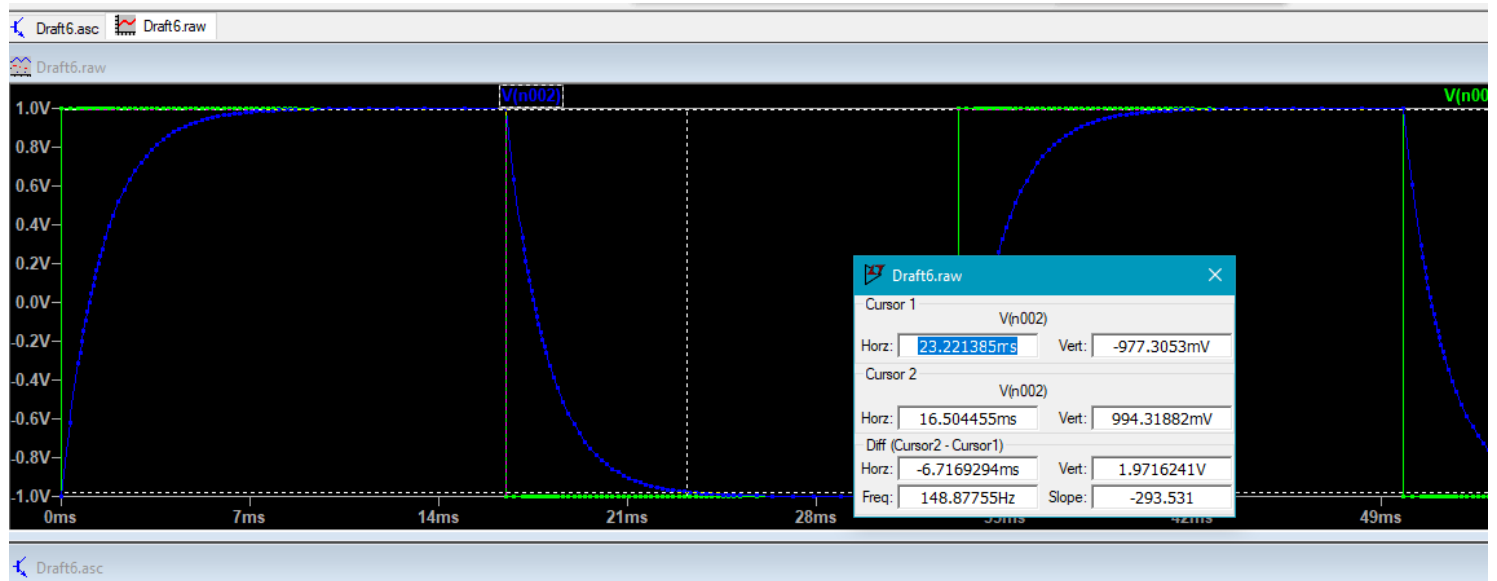 Draft6.asc Draft6.raw
Draft6.raw
V(n002) V(n00
1.0V
0.8V
0.6V
0.4V
0.2V
0.0V
-0.2V
-0.4V
-0.6V
-0.8V
-1.0V
0ms 7ms 14ms 21ms 28ms 42ms 49ms
Draft6.raw
Cursor 1
V(n002)
Horz: 23.221385ms Vert: -977.3053mV
Cursor 2
V(n002)
Horz: 16.504455ms Vert: 994.31882mV
Diff (Cursor2 - Cursor1)
Horz: -6.7169294ms Vert: 1.9716241V
Freq: 148.87755Hz Slope: -293.531
Draft6.asc